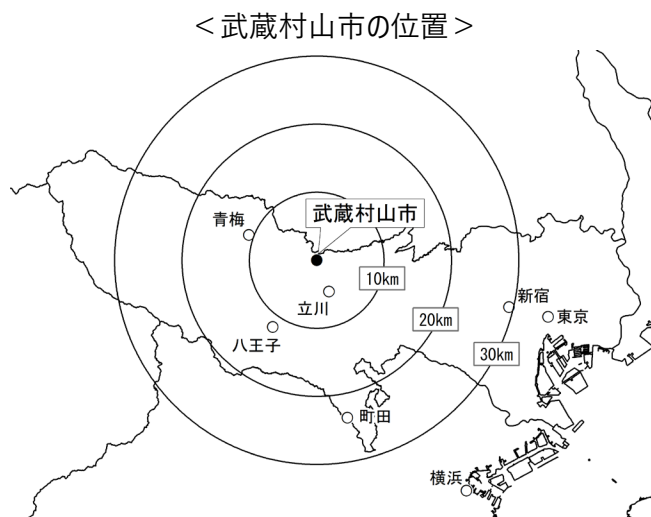 ＜武蔵村山市の位置＞
武蔵村山市
青梅
10km
立川
新宿
東京
20km
八王子
30km
町田
横浜